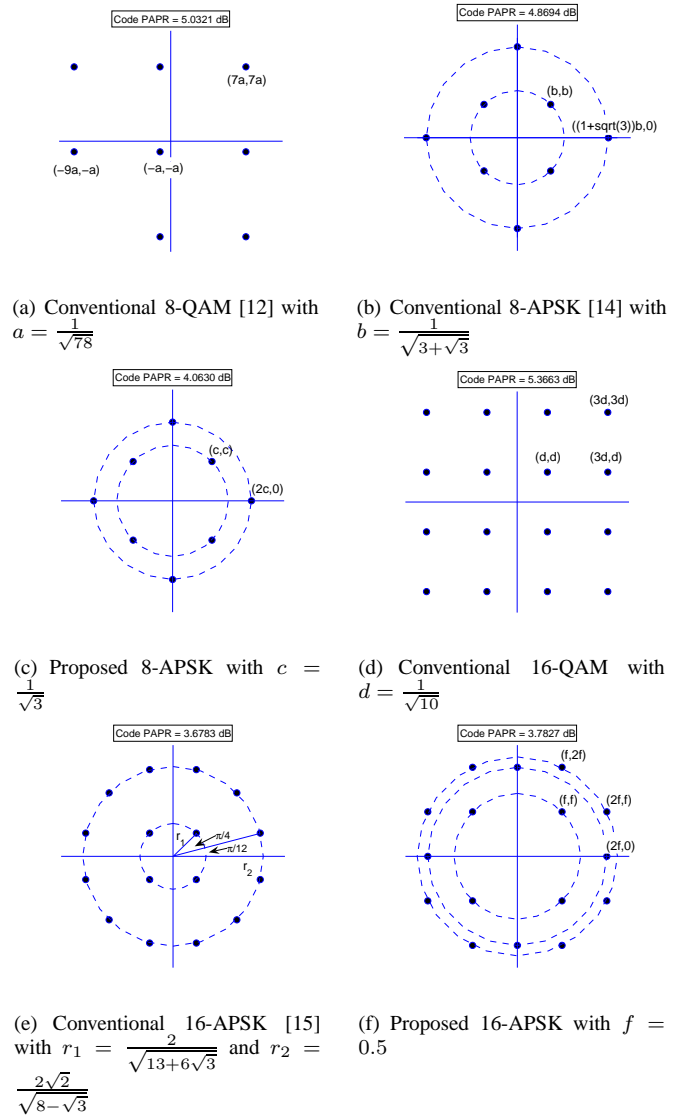 Code PAPR = 5.0321 dB
(7a,7a)
(−9a,−a)
(−a,−a)
(a) Conventional 8-QAM [12] with
a = 1/√78
Code PAPR = 4.8694 dB
(b,b)
((1+sqrt(3))b,0)
(b) Conventional 8-APSK [14] with
b = 1/√(3+√3)
Code PAPR = 4.0630 dB
(c,c)
(2c,0)
(c) Proposed 8-APSK with c =
1/√3
Code PAPR = 5.3663 dB
(3d,3d)
(d,d)
(3d,d)
(d) Conventional 16-QAM with
d = 1/√10
Code PAPR = 3.6783 dB
r1
π/4
π/12
r2
(e) Conventional 16-APSK [15]
with r1 = 2/√(13+6√3) and r2 =
2√2/√(8−√3)
Code PAPR = 3.7827 dB
(f,2f)
(f,f)
(2f,f)
(2f,0)
(f) Proposed 16-APSK with f =
0.5